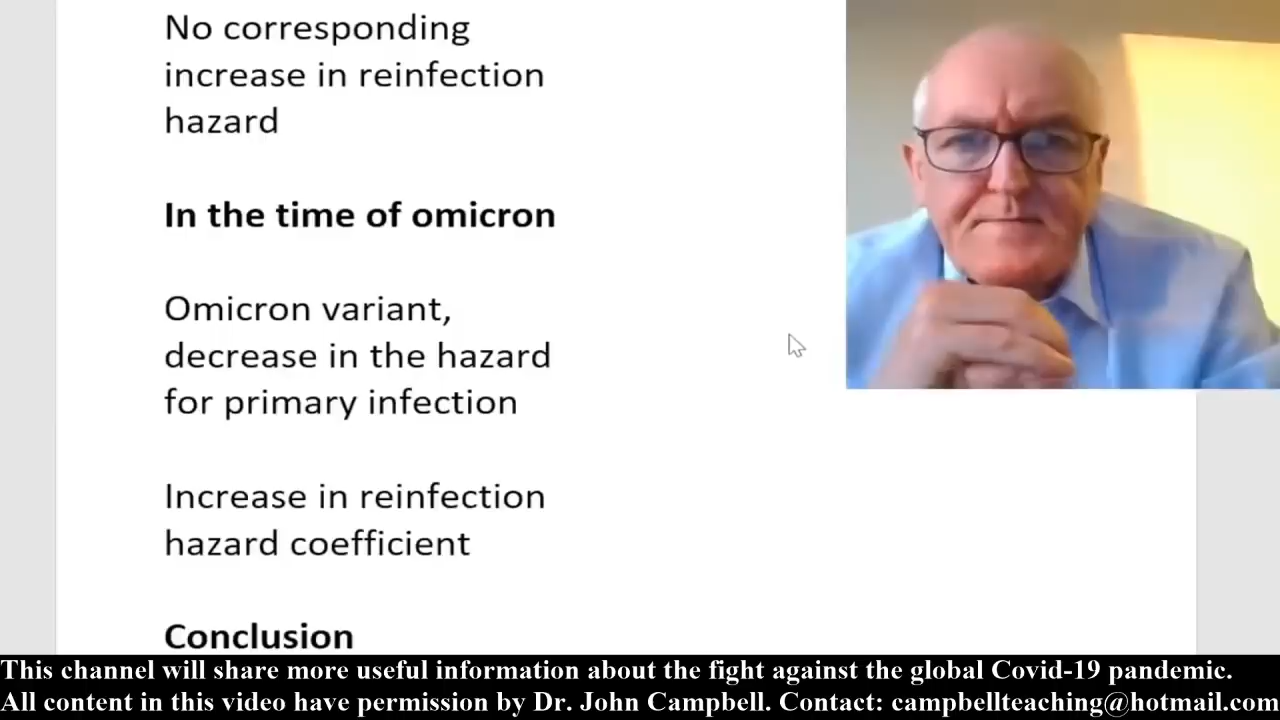 No corresponding
increase in reinfection
hazard
In the time of omicron
Omicron variant,
decrease in the hazard
for primary infection
Increase in reinfection
hazard coefficient
Conclusion
This channel will share more useful information about the fight against the global Covid-19 pandemic.
All content in this video have permission by Dr. John Campbell. Contact: campbellteaching@hotmail.com